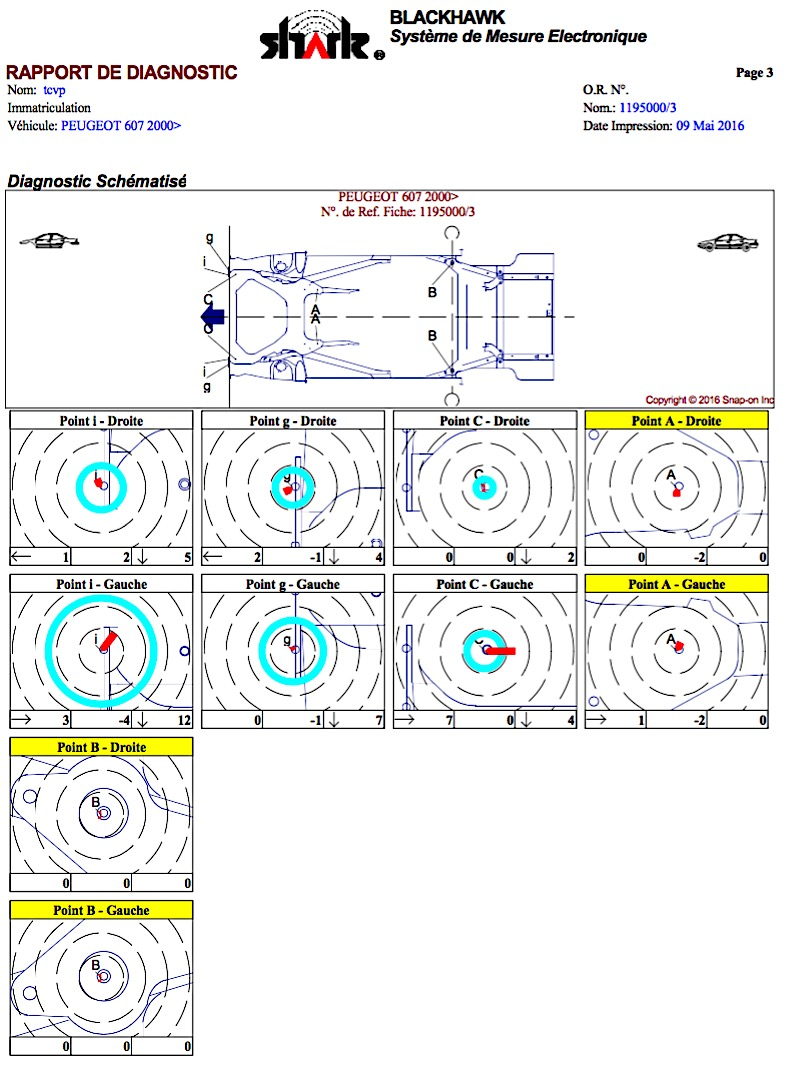 shark®
BLACKHAWK
Système de Mesure Electronique
RAPPORT DE DIAGNOSTIC
Page 3
Nom: tcvp
O.R. N°.
Immatriculation
Nom.: 1195000/3
Véhicule: PEUGEOT 607 2000>
Date Impression: 09 Mai 2016
Diagnostic Schématisé
PEUGEOT 607 2000>
N°. de Ref. Fiche: 1195000/3
g
i
C
A
A
C
i
g
B
B
Copyright © 2016 Snap-on Inc
Point i - Droite
i
← 1 2 ↓ 5
Point g - Droite
g
← 2 -1 ↓ 4
Point C - Droite
C
0 0 ↓ 2
Point A - Droite
A
0 -2 0
Point i - Gauche
i
→ 3 -4 ↓ 12
Point g - Gauche
g
0 -1 ↓ 7
Point C - Gauche
C
→ 7 0 ↓ 4
Point A - Gauche
A
→ 1 -2 0
Point B - Droite
B
0 0 0
Point B - Gauche
B
0 0 0